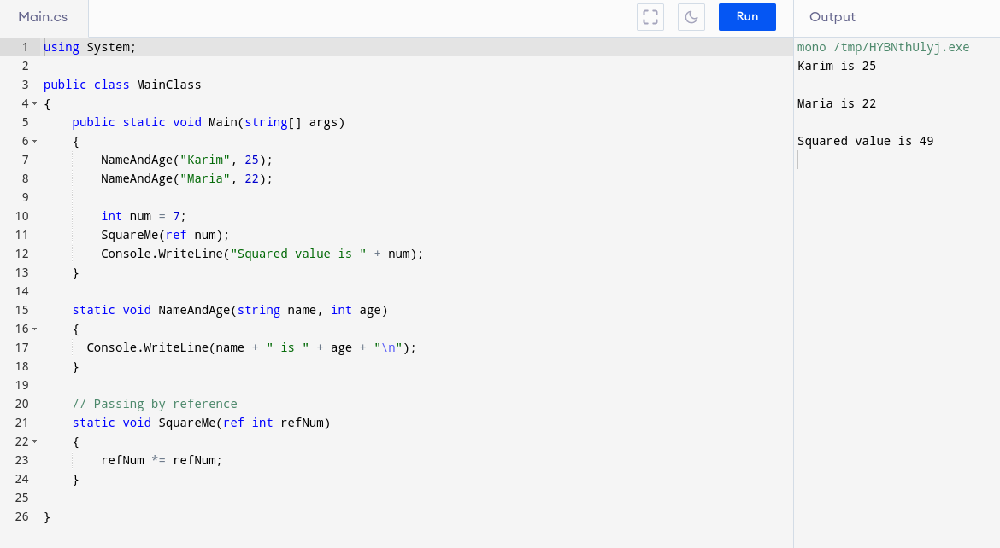 Main.cs
Run
Output
1 using System;
2
3 public class MainClass
4 {
5     public static void Main(string[] args)
6     {
7         NameAndAge("Karim", 25);
8         NameAndAge("Maria", 22);
9
10         int num = 7;
11         SquareMe(ref num);
12         Console.WriteLine("Squared value is " + num);
13     }
14
15     static void NameAndAge(string name, int age)
16     {
17       Console.WriteLine(name + " is " + age + "\n");
18     }
19
20     // Passing by reference
21     static void SquareMe(ref int refNum)
22     {
23         refNum *= refNum;
24     }
25
26 }
mono /tmp/HYBNthUlyj.exe
Karim is 25
Maria is 22
Squared value is 49